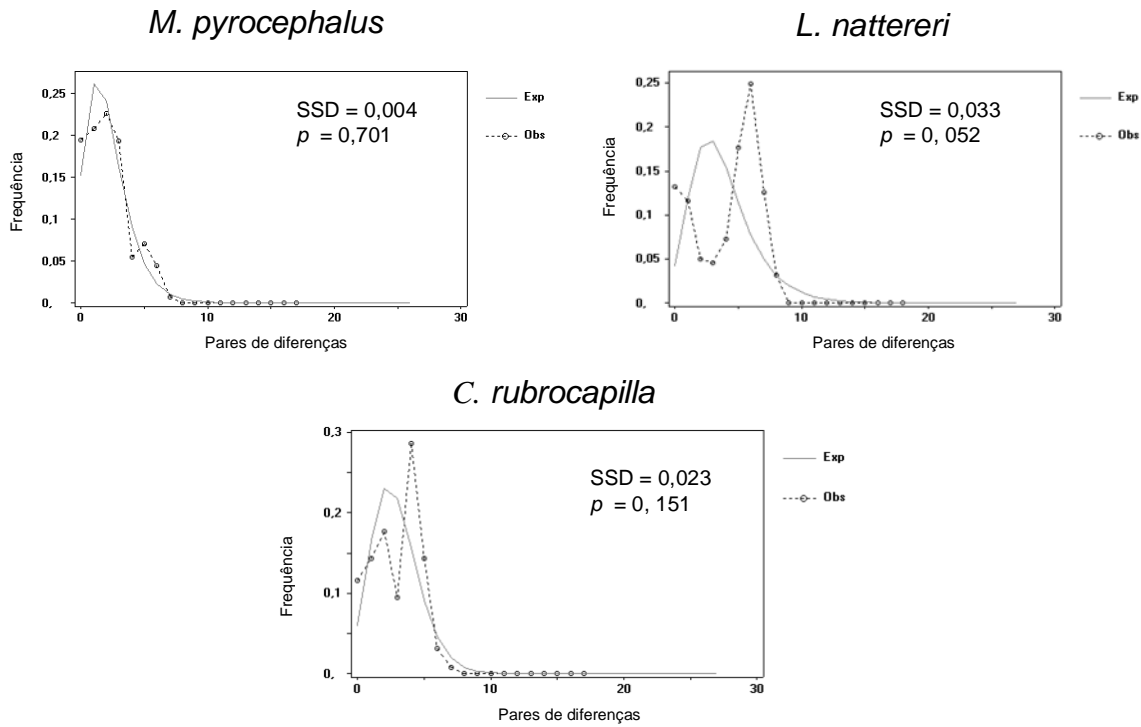 M. pyrocephalus
L. nattereri
0,25
0,2
0,15
0,1
0,05
0,
Frequência
SSD = 0,004
p = 0,701
Exp
Obs
0
10
20
30
Pares de diferenças
0,25
0,2
0,15
0,1
0,05
0,
Frequência
SSD = 0,033
p = 0, 052
Exp
Obs
0
10
20
30
Pares de diferenças
C. rubrocapilla
0,3
0,2
0,1
0,
Frequência
SSD = 0,023
p = 0, 151
Exp
Obs
0
10
20
30
Pares de diferenças